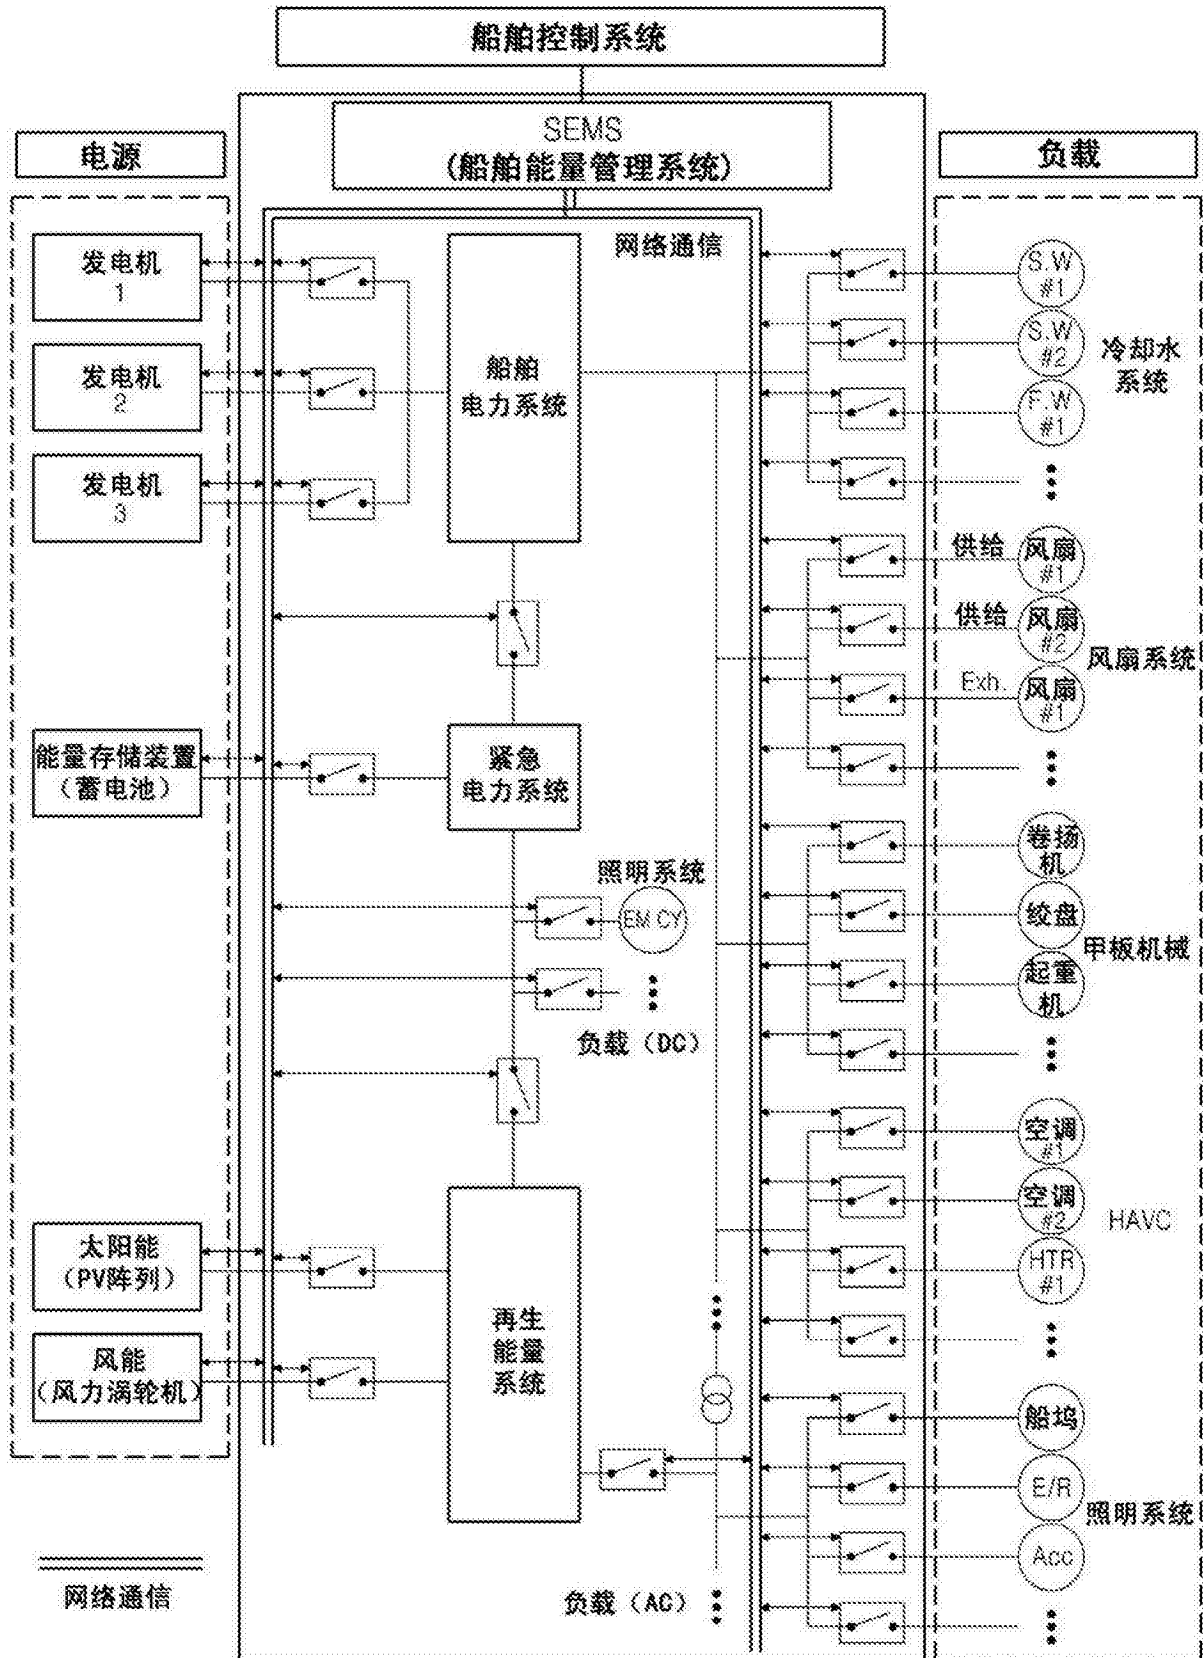 船舶控制系统
SEMS
(船舶能量管理系统)
电源
负载
网络通信
发电机
1
发电机
2
发电机
3
能量存储装置
(蓄电池)
太阳能
(PV阵列)
风能
(风力涡轮机)
网络通信
船舶
电力系统
紧急
电力系统
照明系统
EM CY
负载 (DC)
再生
能量
系统
负载 (AC)
S.W
#1
S.W
#2
F.W
#1
冷却水
系统
供给
风扇
#1
供给
风扇
#2
Exh.
风扇
#1
风扇系统
卷扬
机
绞盘
起重
机
甲板机械
空调
#1
空调
#2
HTR
#1
HAVC
船坞
E/R
Acc
照明系统